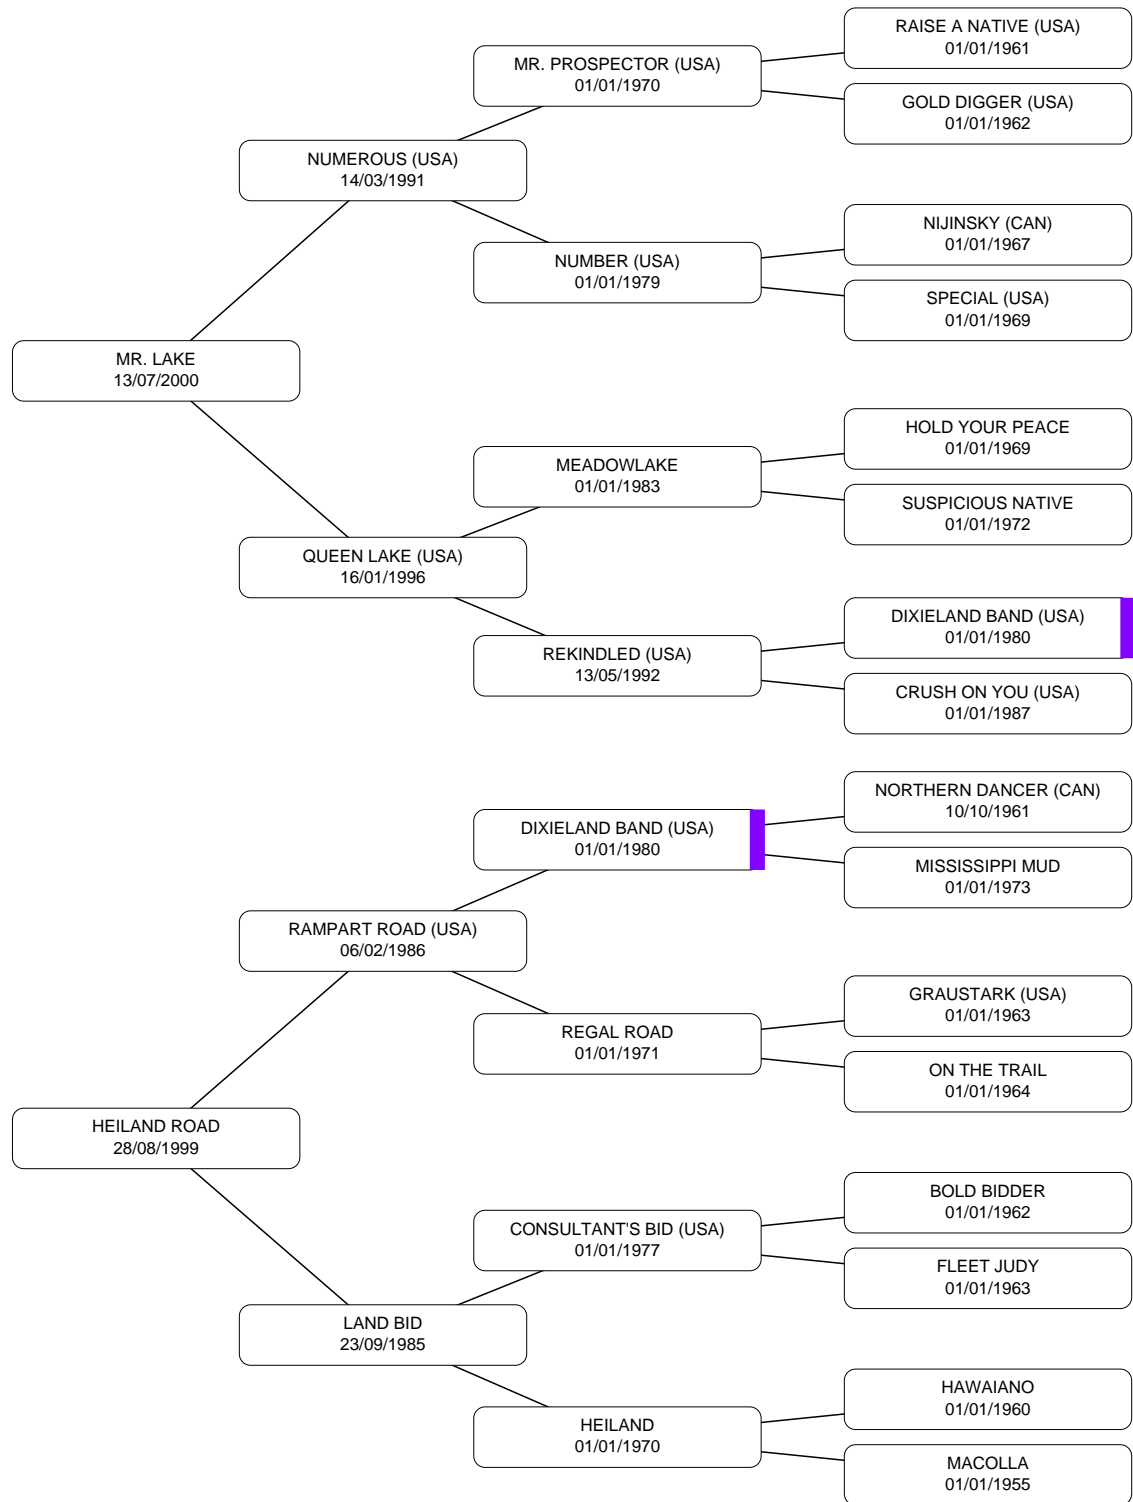 RAISE A NATIVE (USA)
01/01/1961
MR. PROSPECTOR (USA)
01/01/1970
GOLD DIGGER (USA)
01/01/1962
NUMEROUS (USA)
14/03/1991
NIJINSKY (CAN)
01/01/1967
NUMBER (USA)
01/01/1979
SPECIAL (USA)
01/01/1969
MR. LAKE
13/07/2000
HOLD YOUR PEACE
01/01/1969
MEADOWLAKE
01/01/1983
SUSPICIOUS NATIVE
01/01/1972
QUEEN LAKE (USA)
16/01/1996
DIXIELAND BAND (USA)
01/01/1980
REKINDLED (USA)
13/05/1992
CRUSH ON YOU (USA)
01/01/1987
NORTHERN DANCER (CAN)
10/10/1961
DIXIELAND BAND (USA)
01/01/1980
MISSISSIPPI MUD
01/01/1973
RAMPART ROAD (USA)
06/02/1986
GRAUSTARK (USA)
01/01/1963
REGAL ROAD
01/01/1971
ON THE TRAIL
01/01/1964
HEILAND ROAD
28/08/1999
BOLD BIDDER
01/01/1962
CONSULTANT'S BID (USA)
01/01/1977
FLEET JUDY
01/01/1963
LAND BID
23/09/1985
HAWAIANO
01/01/1960
HEILAND
01/01/1970
MACOLLA
01/01/1955